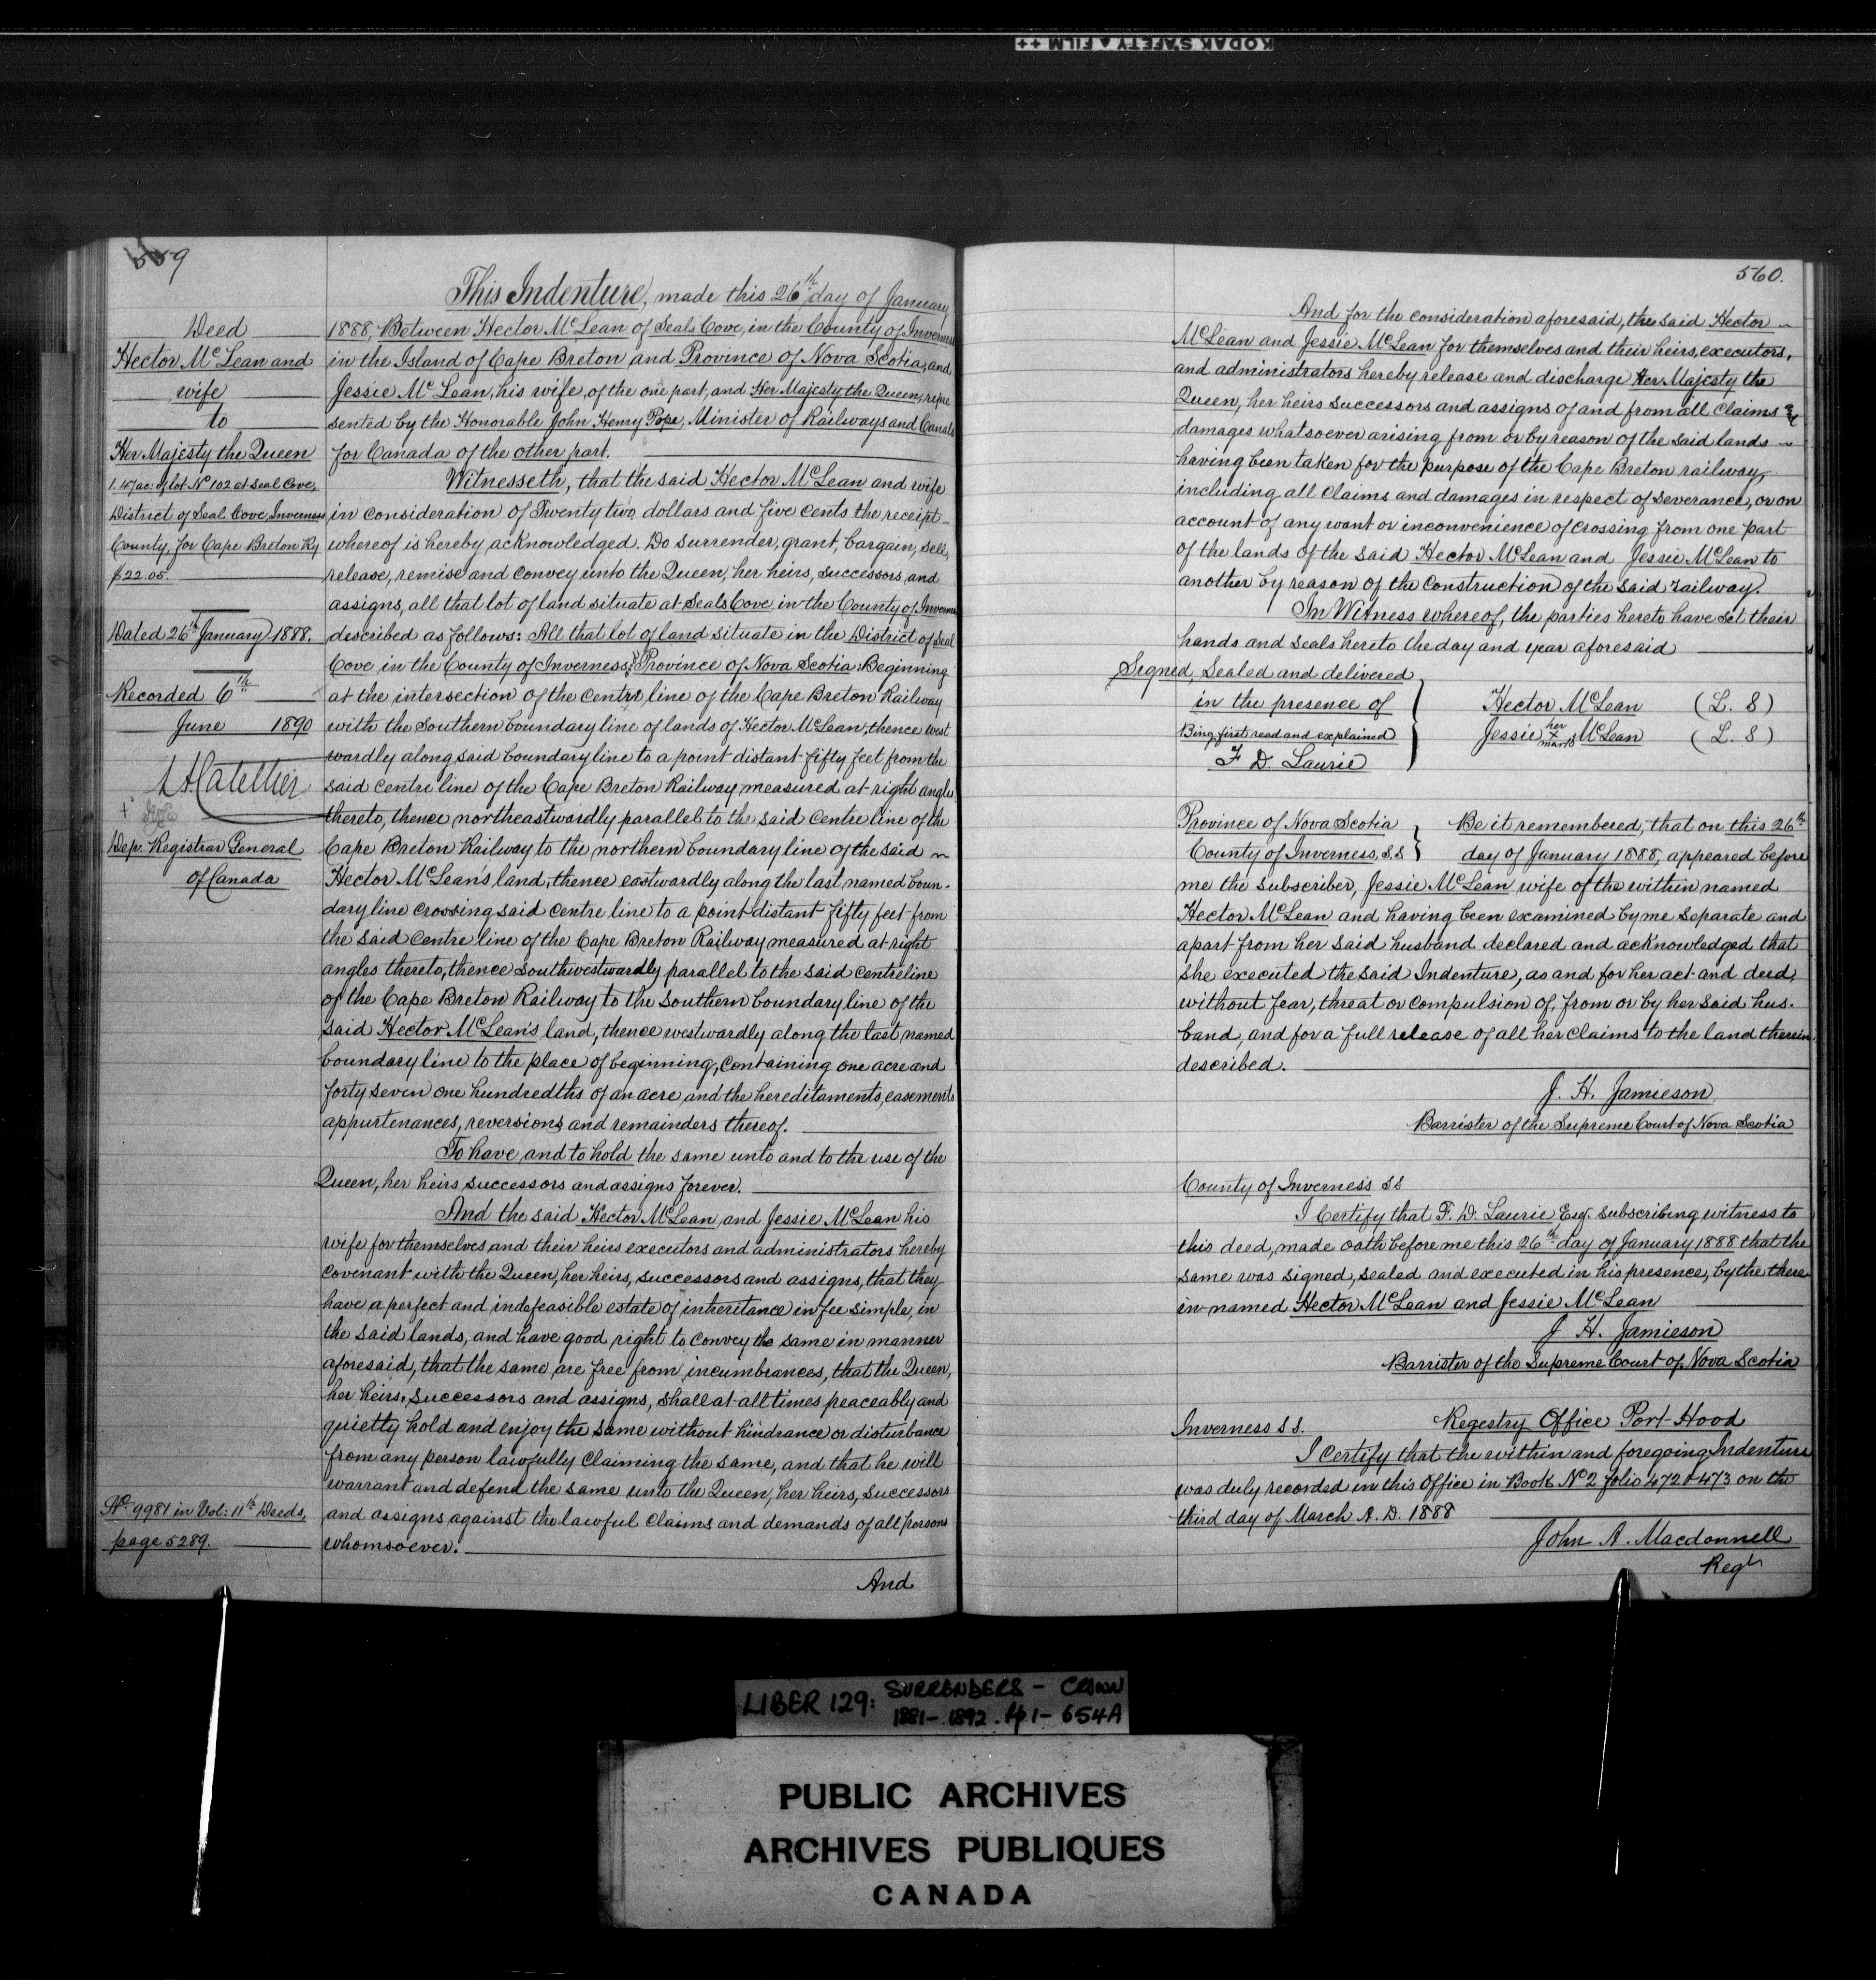 KODAK SAFETY FILM ++
559
Deed
Hector McLean and
wife
to
Her Majesty the Queen
1.47 ac: of lot No 102 at Seal Cove,
District of Seal Cove, Inverness
County, for Cape Breton Ry
$22.05.
Dated 26th January 1888.
Recorded 6th
June 1890
Dep. Registrar General
of Canada
No 9981 in Vol: 11th Deeds,
page 5289.
This Indenture, made this 26th day of January
1888, Between Hector McLean of Seals Cove, in the County of Inverness
in the Island of Cape Breton and Province of Nova Scotia, and
Jessie McLean, his wife, of the one part, and Her Majesty the Queen, repre
sented by the Honorable John Henry Pope, Minister of Railways and Canals
for Canada of the other part.
Witnesseth, that the said Hector McLean and wife
in consideration of Twenty two dollars and five cents the receipt
whereof is hereby acknowledged. Do surrender, grant, bargain, sell,
release, remise and convey unto the Queen, her heirs, successors and
assigns, all that lot of land situate at Seals Cove in the County of Inverness
described as follows: All that lot of land situate in the District of Seal
Cove in the County of Inverness & Province of Nova Scotia: Beginning
at the intersection of the centre line of the Cape Breton Railway
with the Southern boundary line of lands of Hector McLean, thence west
wardly along said boundary line to a point distant fifty feet from the
said centre line of the Cape Breton Railway measured at right angles
thereto, thence northeastwardly parallel to the said centre line of the
Cape Breton Railway to the northern boundary line of the said
Hector McLean's land, thence eastwardly along the last named boun-
dary line crossing said centre line to a point distant fifty feet from
the said centre line of the Cape Breton Railway measured at right
angles thereto, thence southwestwardly parallel to the said centre line
of the Cape Breton Railway to the southern boundary line of the
said Hector McLean's land, thence westwardly along the last named
boundary line to the place of beginning, containing one acre and
forty seven one hundredths of an acre, and the hereditaments, easements
appurtenances, reversions and remainders thereof.
To have and to hold the same unto and to the use of the
Queen, her heirs successors and assigns forever.
And the said Hector McLean, and Jessie McLean his
wife for themselves and their heirs executors and administrators hereby
covenant with the Queen, her heirs, successors and assigns, that they
have a perfect and indefeasible estate of inheritance in fee simple, in
the said lands, and have good right to convey the same in manner
aforesaid, that the same are free from incumbrances, that the Queen,
her heirs, successors and assigns, shall at all times peaceably and
quietly hold and enjoy the same without hindrance or disturbance
from any person lawfully claiming the same, and that he will
warrant and defend the same unto the Queen, her heirs, successors
and assigns against the lawful claims and demands of all persons
whomsoever.
And
560.
And for the consideration aforesaid, the said Hector
McLean and Jessie McLean for themselves and their heirs, executors,
and administrators hereby release and discharge Her Majesty the
Queen, her heirs successors and assigns of and from all claims and
damages whatsoever arising from or by reason of the said lands
having been taken for the purpose of the Cape Breton railway,
including all claims and damages in respect of severance, or on
account of any want or inconvenience of crossing from one part
of the lands of the said Hector McLean and Jessie McLean to
another by reason of the construction of the said railway.
In Witness whereof, the parties hereto have set their
hands and seals hereto the day and year aforesaid
Signed, Sealed and delivered
in the presence of
Bing first read and explained
F D. Laurie
Hector McLean (L. S)
Jessie her x mark McLean (L. S)
Province of Nova Scotia
County of Inverness, S.S
Be it remembered, that on this 26th
day of January 1888, appeared before
me the subscriber, Jessie McLean wife of the within named
Hector McLean and having been examined by me separate and
apart from her said husband declared and acknowledged that
she executed the said Indenture, as and for her act and deed,
without fear, threat or compulsion of, from or by her said hus-
band, and for a full release of all her claims to the land therein
described.
J. H. Jamieson
Barrister of the Supreme Court of Nova Scotia
County of Inverness SS
I Certify that F. D. Laurie Esq. subscribing witness to
this deed, made oath before me this 26th day of January 1888 that the
same was signed, sealed and executed in his presence, by the there
in named Hector McLean and Jessie McLean
J H. Jamieson
Barrister of the Supreme Court of Nova Scotia
Inverness S S. Regestry Office Port Hood
I certify that the within and foregoing Indenture
was duly recorded in this Office in Book No 2 folio 472 & 473 on the
third day of March A. D. 1888
John A. Macdonnell
Regr
LIBER 129: SURRENDERS - CROWN
1881-1892. pp 1-654A
PUBLIC ARCHIVES
ARCHIVES PUBLIQUES
CANADA